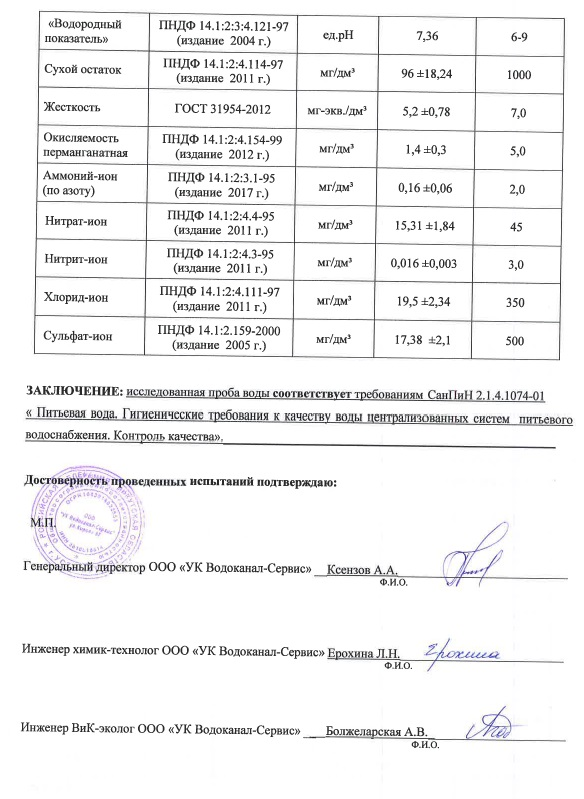 «Водородный показатель» ПНДФ 14.1:2:3:4.121-97 (издание 2004 г.) ед.pH 7,36 6-9
Сухой остаток ПНДФ 14.1:2:4.114-97 (издание 2011 г.) мг/дм³ 96 ±18,24 1000
Жесткость ГОСТ 31954-2012 мг-экв./дм³ 5,2 ±0,78 7,0
Окисляемость перманганатная ПНДФ 14.1:2:4.154-99 (издание 2012 г.) мг/дм³ 1,4 ±0,3 5,0
Аммоний-ион (по азоту) ПНДФ 14.1:2:3.1-95 (издание 2017 г.) мг/дм³ 0,16 ±0,06 2,0
Нитрат-ион ПНДФ 14.1:2:4.4-95 (издание 2011 г.) мг/дм³ 15,31 ±1,84 45
Нитрит-ион ПНДФ 14.1:2:4.3-95 (издание 2011 г.) мг/дм³ 0,016 ±0,003 3,0
Хлорид-ион ПНДФ 14.1:2:4.111-97 (издание 2011 г.) мг/дм³ 19,5 ±2,34 350
Сульфат-ион ПНДФ 14.1:2.159-2000 (издание 2005 г.) мг/дм³ 17,38 ±2,1 500
ЗАКЛЮЧЕНИЕ: исследованная проба воды соответствует требованиям СанПиН 2.1.4.1074-01
« Питьевая вода. Гигиенические требования к качеству воды централизованных систем питьевого
водоснабжения. Контроль качества».
Достоверность проведенных испытаний подтверждаю:
М.П.
ООО
"УК Водоканал-Сервис"
Генеральный директор ООО «УК Водоканал-Сервис» Ксензов А.А.
Ф.И.О.
Инженер химик-технолог ООО «УК Водоканал-Сервис» Ерохина Л.Н. Ерохина
Ф.И.О.
Инженер ВиК-эколог ООО «УК Водоканал-Сервис» Болжеларская А.В.
Ф.И.О.